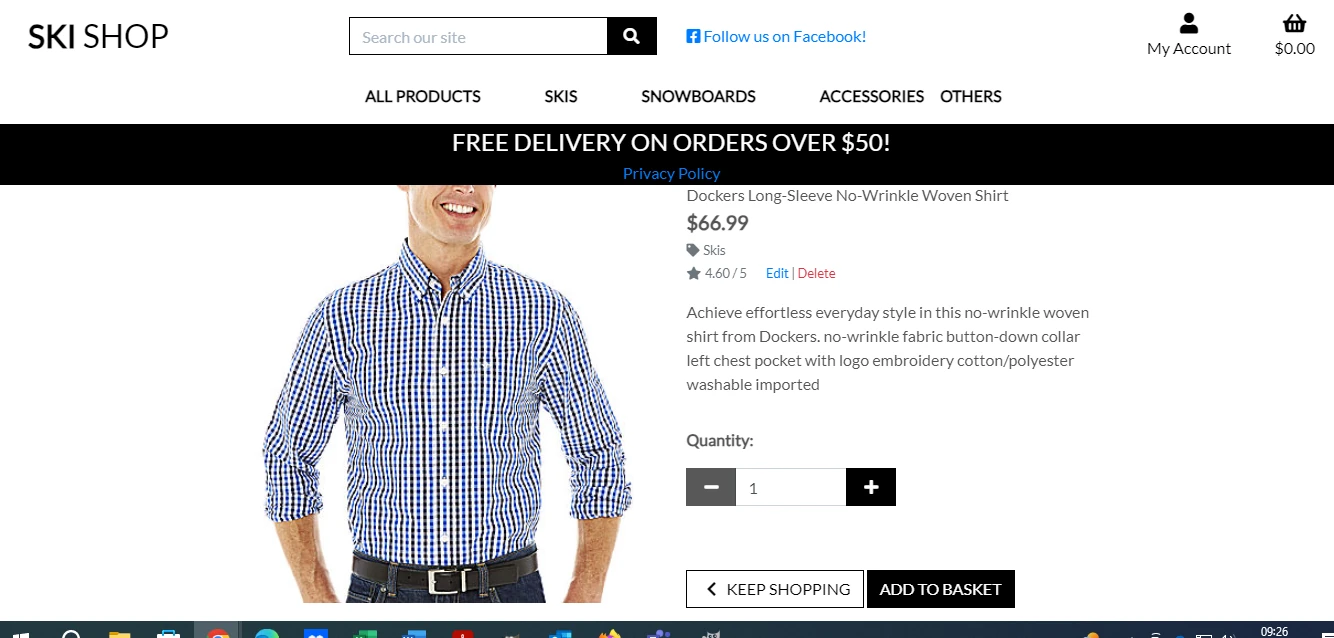 SKI SHOP
Search our site
Follow us on Facebook!
My Account
$0.00
ALL PRODUCTS
SKIS
SNOWBOARDS
ACCESSORIES
OTHERS
FREE DELIVERY ON ORDERS OVER $50!
Privacy Policy
Dockers Long-Sleeve No-Wrinkle Woven Shirt
$66.99
Skis
4.60 / 5 Edit | Delete
Achieve effortless everyday style in this no-wrinkle woven
shirt from Dockers. no-wrinkle fabric button-down collar
left chest pocket with logo embroidery cotton/polyester
washable imported
Quantity:
1
KEEP SHOPPING
ADD TO BASKET
09:26